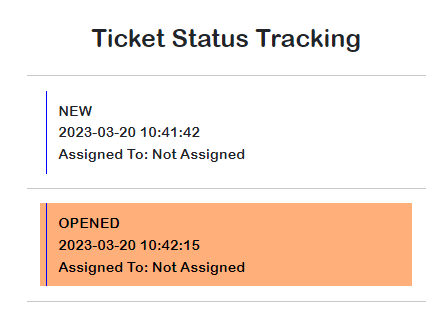 Ticket Status Tracking
NEW
2023-03-20 10:41:42
Assigned To: Not Assigned
OPENED
2023-03-20 10:42:15
Assigned To: Not Assigned